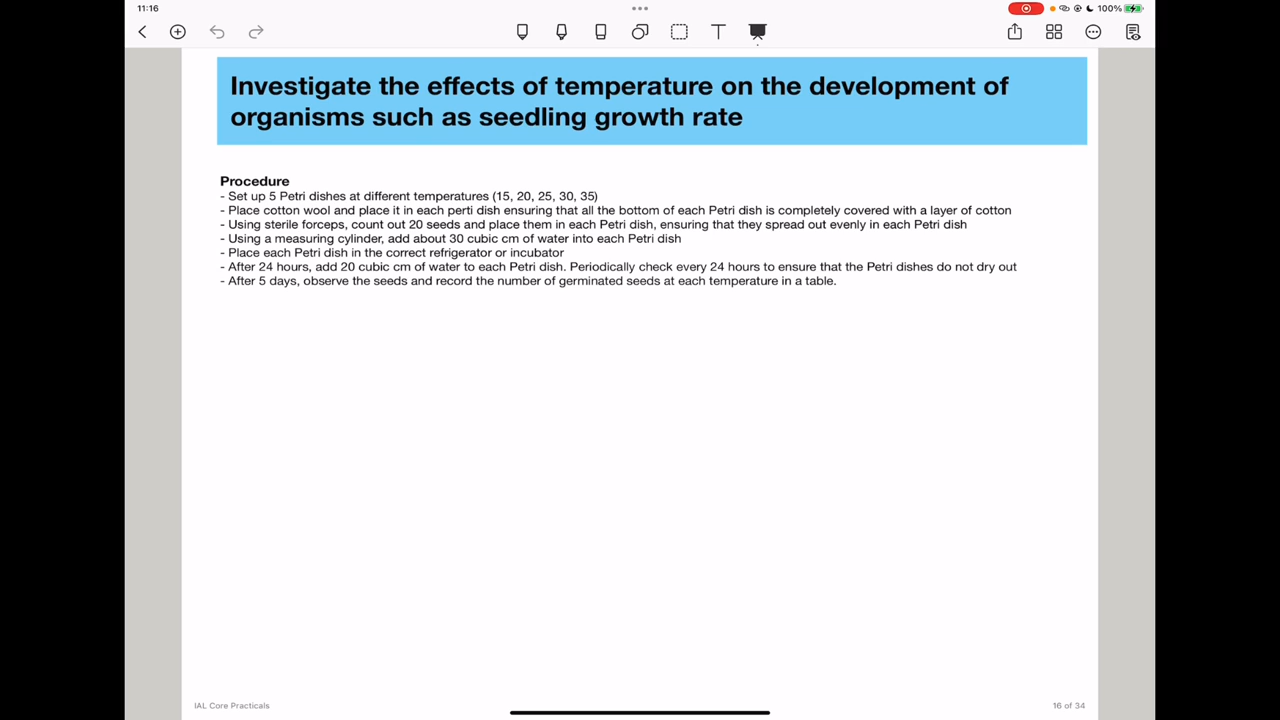 11:16
100%
Investigate the effects of temperature on the development of
organisms such as seedling growth rate
Procedure
- Set up 5 Petri dishes at different temperatures (15, 20, 25, 30, 35)
- Place cotton wool and place it in each perti dish ensuring that all the bottom of each Petri dish is completely covered with a layer of cotton
- Using sterile forceps, count out 20 seeds and place them in each Petri dish, ensuring that they spread out evenly in each Petri dish
- Using a measuring cylinder, add about 30 cubic cm of water into each Petri dish
- Place each Petri dish in the correct refrigerator or incubator
- After 24 hours, add 20 cubic cm of water to each Petri dish. Periodically check every 24 hours to ensure that the Petri dishes do not dry out
- After 5 days, observe the seeds and record the number of germinated seeds at each temperature in a table.
IAL Core Practicals
16 of 34